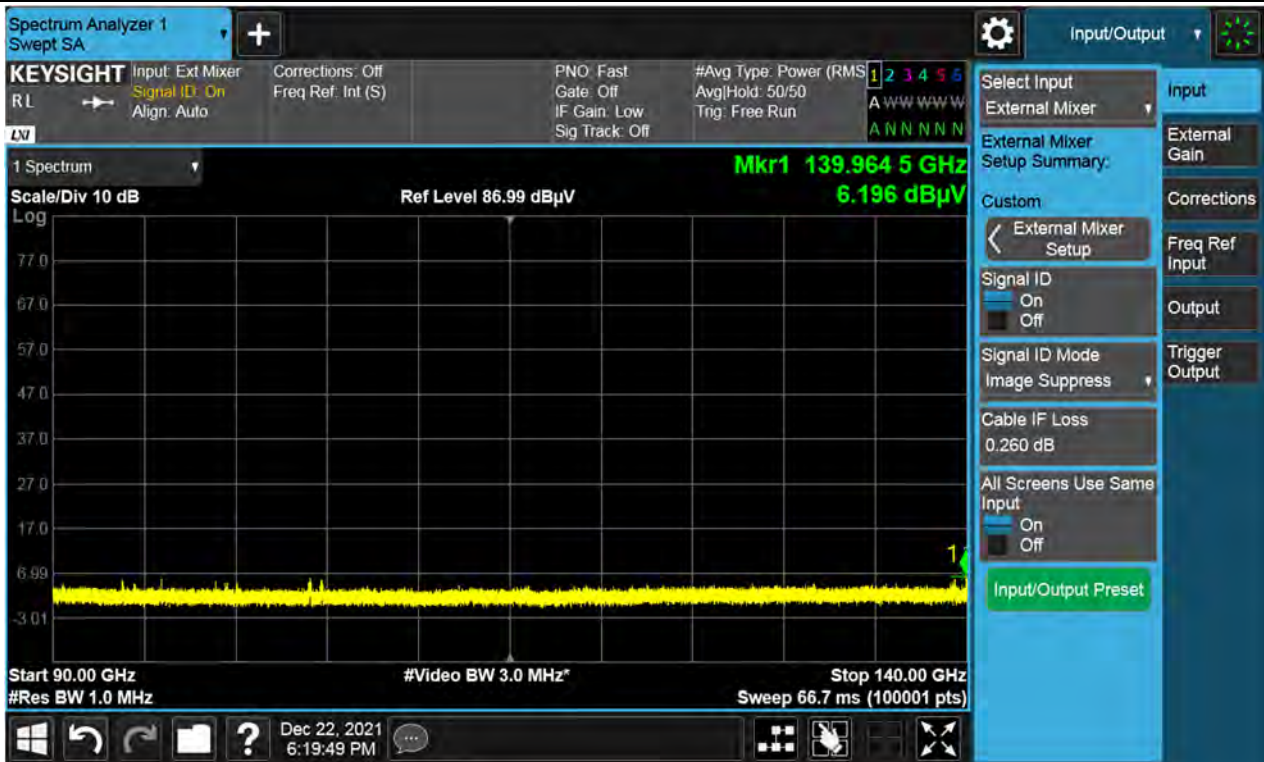 Spectrum Analyzer 1
Swept SA
Input/Output
KEYSIGHT
RL
LXI
Input: Ext Mixer
Signal ID: On
Align: Auto
Corrections: Off
Freq Ref: Int (S)
PNO: Fast
Gate: Off
IF Gain: Low
Sig Track: Off
#Avg Type: Power (RMS
Avg|Hold: 50/50
Trig: Free Run
1 2 3 4 5 6
A W W W W W
A N N N N N
1 Spectrum
Mkr1 139.964 5 GHz
Scale/Div 10 dB
Ref Level 86.99 dBµV
6.196 dBµV
Log
77.0
67.0
57.0
47.0
37.0
27.0
17.0
6.99
-3.01
1
Start 90.00 GHz
#Video BW 3.0 MHz*
Stop 140.00 GHz
#Res BW 1.0 MHz
Sweep 66.7 ms (100001 pts)
Select Input
External Mixer
External Mixer
Setup Summary:
Custom
External Mixer
Setup
Signal ID
On
Off
Signal ID Mode
Image Suppress
Cable IF Loss
0.260 dB
All Screens Use Same
Input
On
Off
Input/Output Preset
Input
External
Gain
Corrections
Freq Ref
Input
Output
Trigger
Output
?
Dec 22, 2021
6:19:49 PM